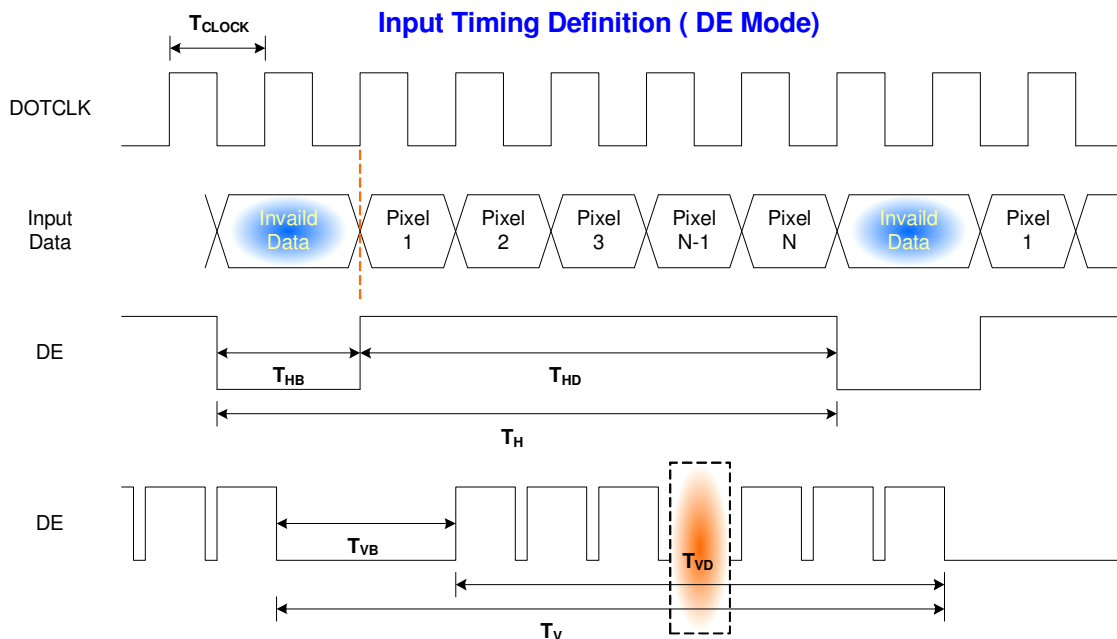 Input Timing Definition ( DE Mode)
TCLOCK
DOTCLK
Input
Data
Invaild
Data
Pixel
1
Pixel
2
Pixel
3
Pixel
N-1
Pixel
N
Invaild
Data
Pixel
1
DE
THB
THD
TH
DE
TVB
TVD
TV